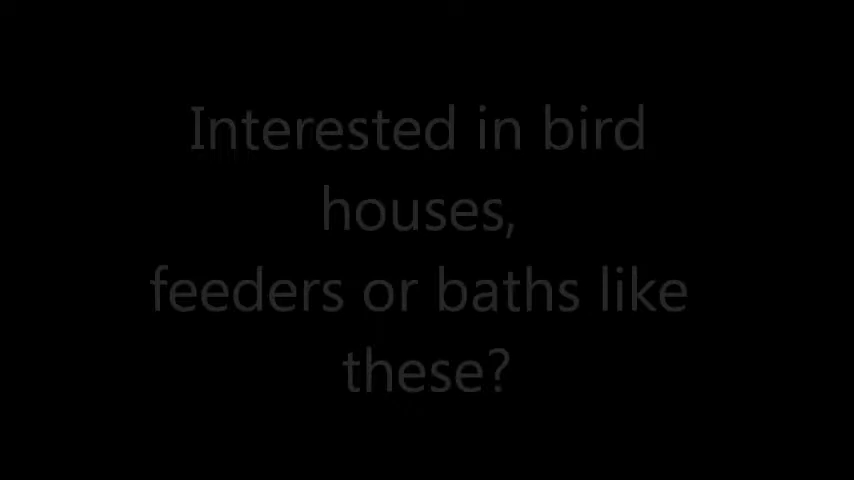 Interested in bird
houses,
feeders or baths like
these?